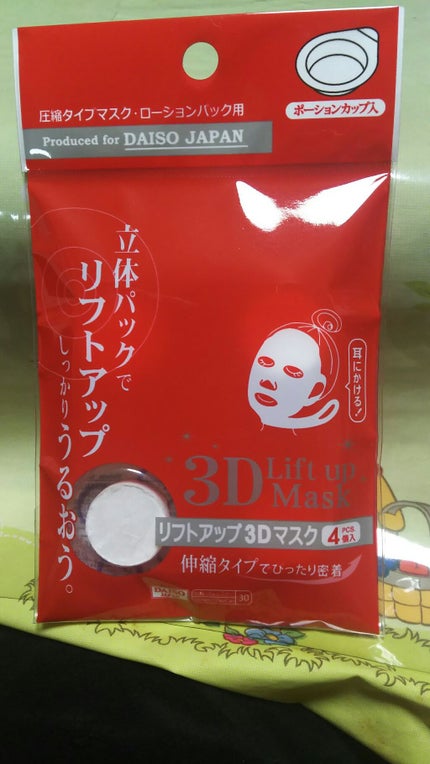 圧縮タイプマスク・ローションパック用
Produced for DAISO JAPAN
ポーションカップ入
立体パックで
リフトアップ
しっかりうるおう。
耳にかける!
3D Lift up
Mask
リフトアップ3Dマスク 4PCS.個入
伸縮タイプでぴったり密着
30